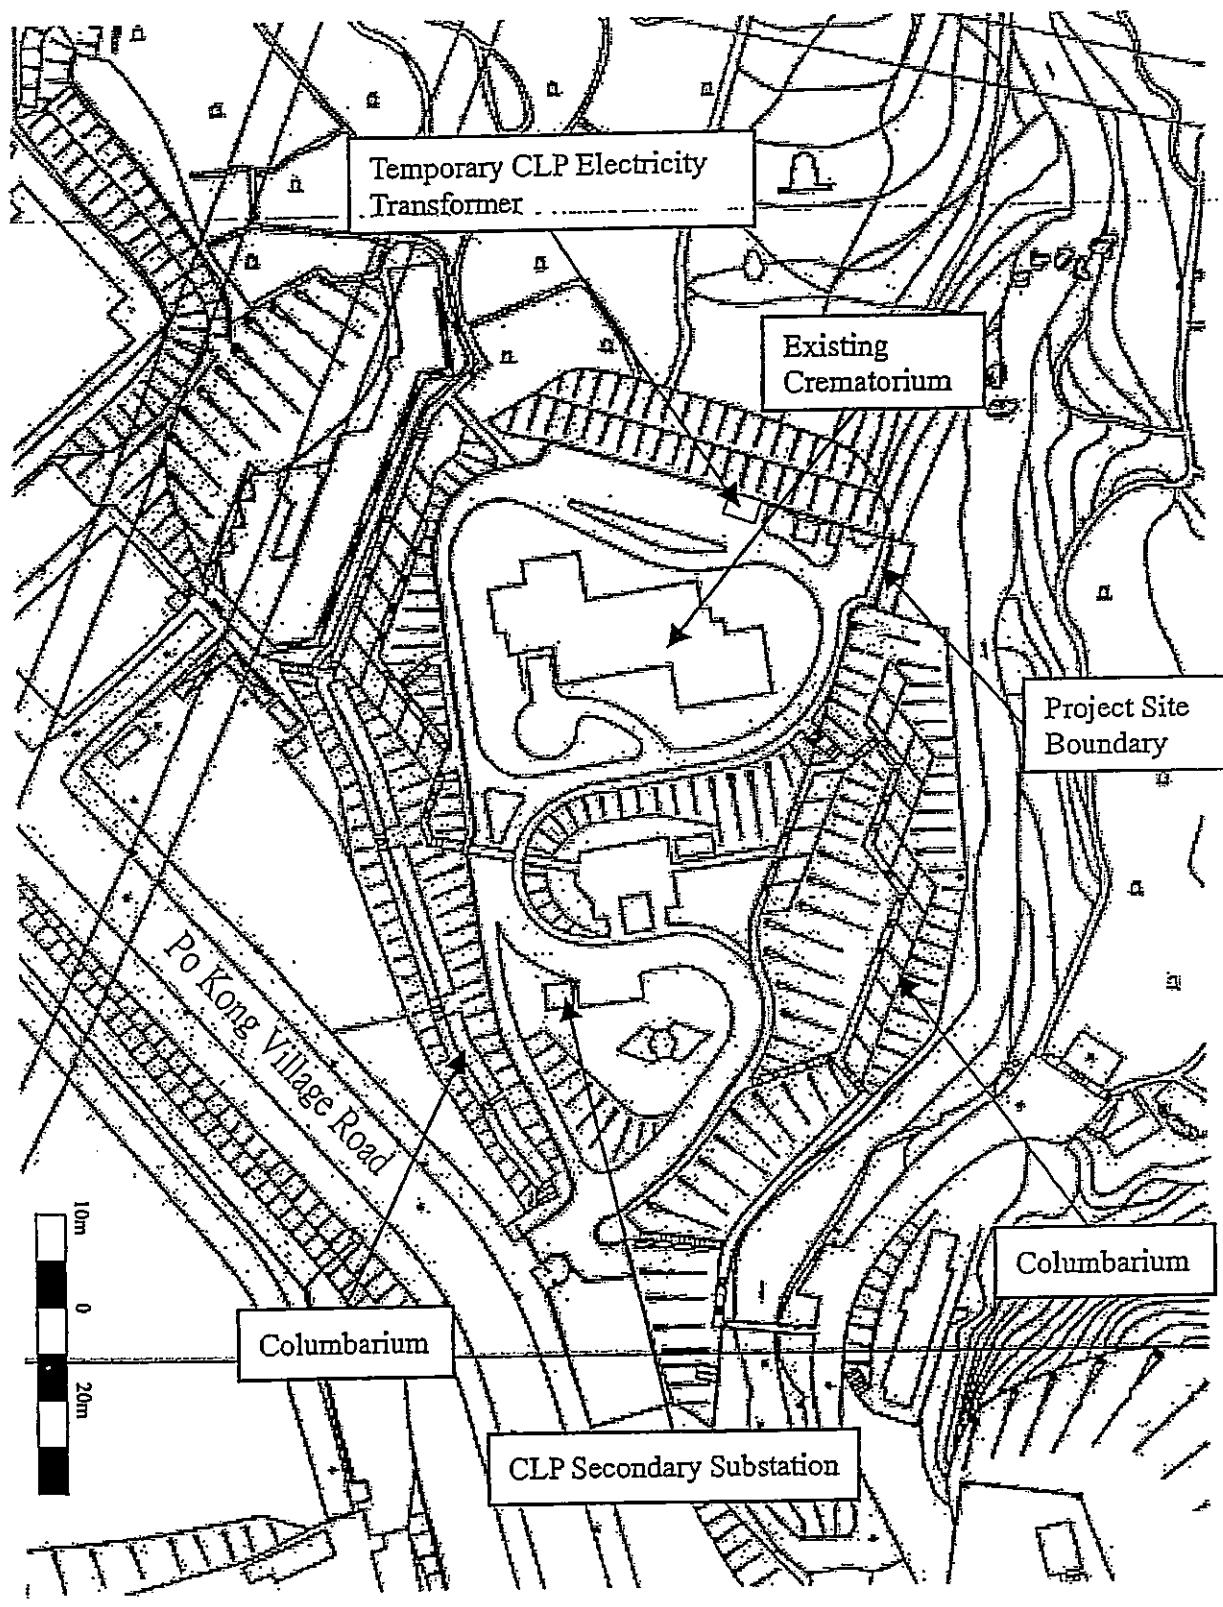 Temporary CLP Electricity
Transformer
Existing
Crematorium
Project Site
Boundary
Po Kong Village Road
10m
0
20m
Columbarium
Columbarium
CLP Secondary Substation